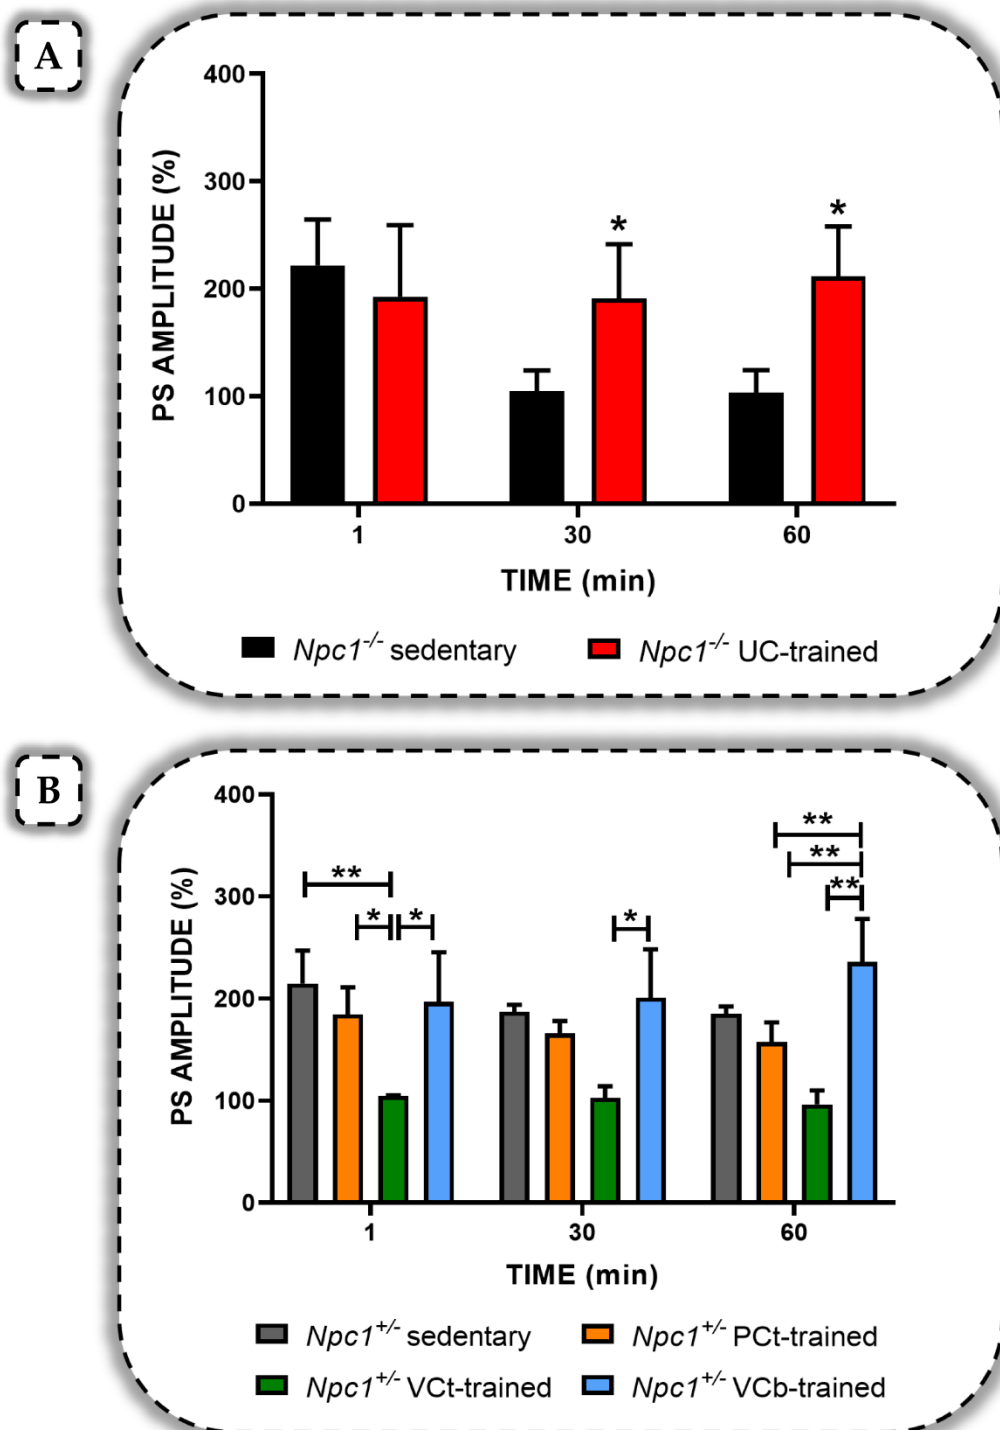 A
400
300
200
100
0
PS AMPLITUDE (%)
*
*
1 30 60
TIME (min)
Npc1-/- sedentary Npc1-/- UC-trained
B
400
300
200
100
0
PS AMPLITUDE (%)
**
**
** **
* * *
1 30 60
TIME (min)
Npc1+/- sedentary Npc1+/- PCt-trained
Npc1+/- VCt-trained Npc1+/- VCb-trained